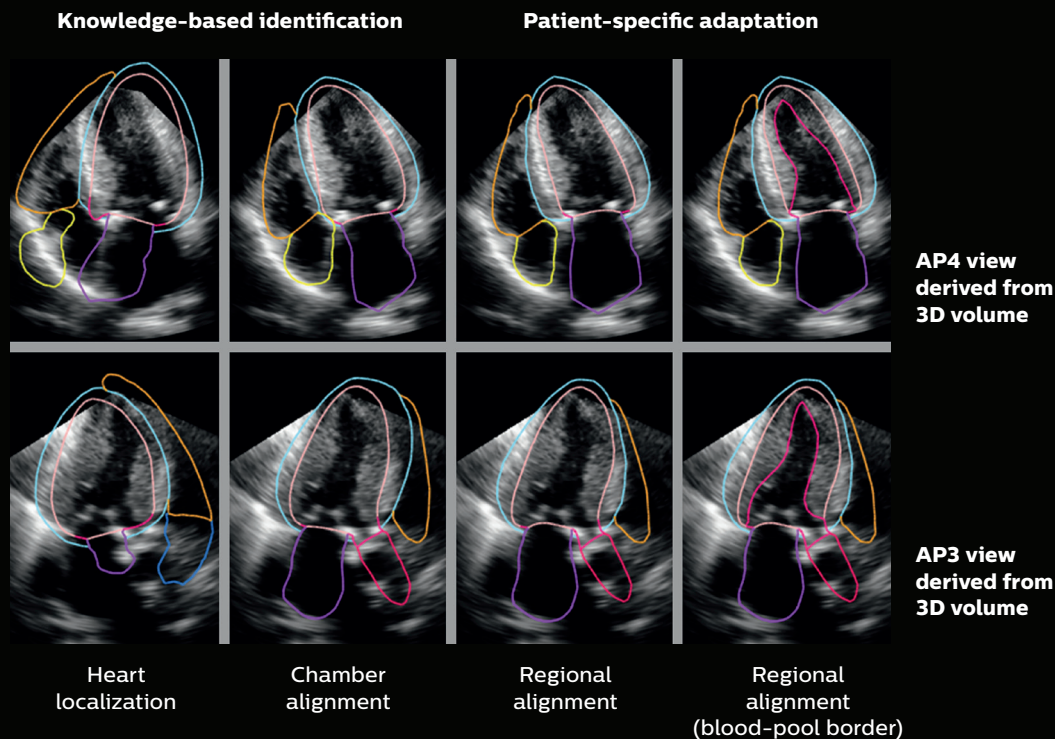 Knowledge-based identification
Patient-specific adaptation
AP4 view
derived from
3D volume
AP3 view
derived from
3D volume
Heart
localization
Chamber
alignment
Regional
alignment
Regional
alignment
(blood-pool border)